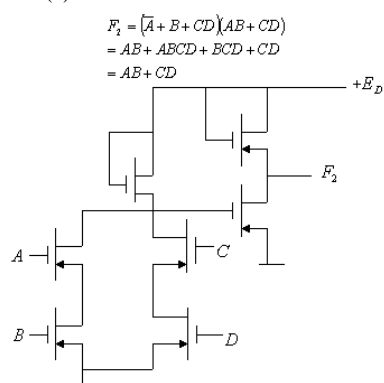 F₂ = (A̅ + B + CD)(AB + CD)
= AB + ABCD + BCD + CD
= AB + CD
+E_D
F₂
A
C
B
D